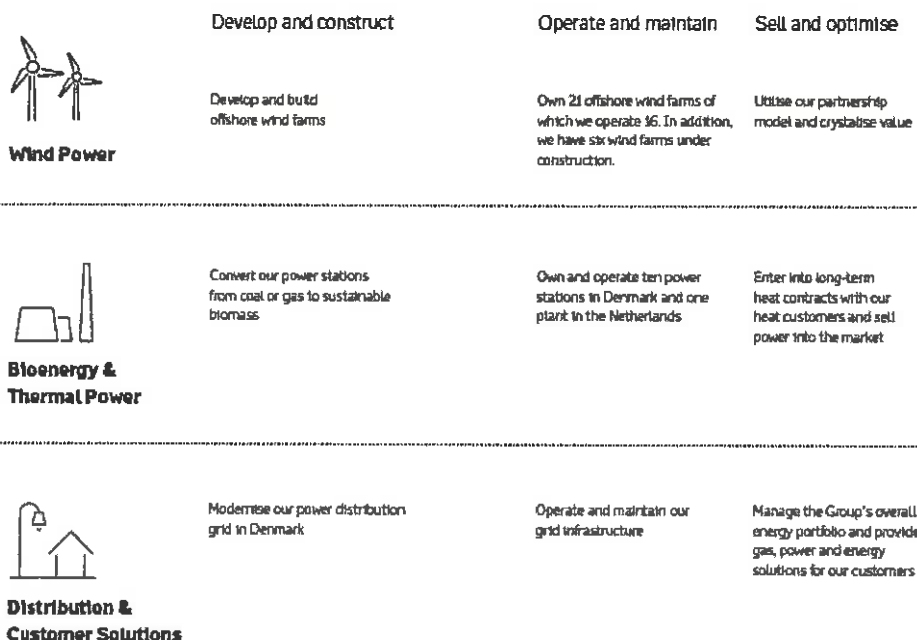 Develop and construct
Operate and maintain
Sell and optimise
Wind Power
Develop and build
offshore wind farms
Own 21 offshore wind farms of
which we operate 16. In addition,
we have six wind farms under
construction.
Utilise our partnership
model and crystalise value
Bioenergy &
Thermal Power
Convert our power stations
from coal or gas to sustainable
biomass
Own and operate ten power
stations in Denmark and one
plant in the Netherlands
Enter into long-term
heat contracts with our
heat customers and sell
power into the market
Distribution &
Customer Solutions
Modernise our power distribution
grid in Denmark
Operate and maintain our
grid infrastructure
Manage the Group's overall
energy portfolio and provide
gas, power and energy
solutions for our customers